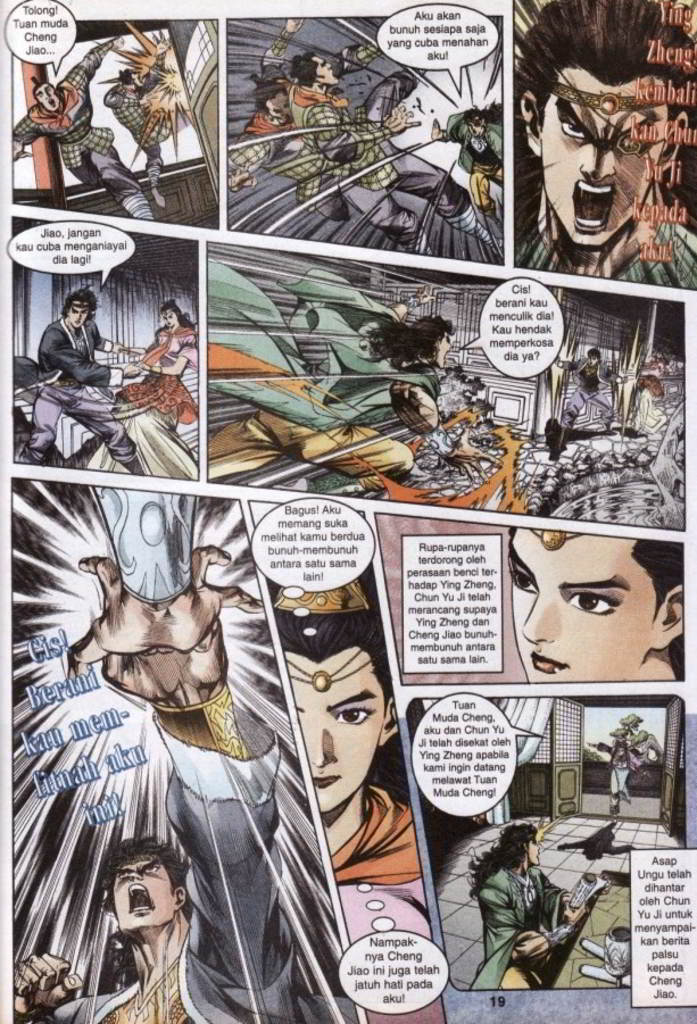 Tolong!
Tuan muda
Cheng
Jiao...
Aku akan
bunuh sesiapa saja
yang cuba menahan
aku!
Ying
Zheng,
kembali
kan Chun
Yu Ji
kepada
aku!
Jiao, jangan
kau cuba menganiayai
dia lagi!
Cis!
berani kau
menculik dia!
Kau hendak
memperkosa
dia ya?
Cis!
Berani
kau mem-
fitnah aku
ini!
Bagus! Aku
memang suka
melihat kamu berdua
bunuh-membunuh
antara satu sama
lain!
Rupa-rupanya
terdorong oleh
perasaan benci ter-
hadap Ying Zheng,
Chun Yu Ji telah
merancang supaya
Ying Zheng dan
Cheng Jiao bunuh-
membunuh antara
satu sama lain.
Nampak-
nya Cheng
Jiao ini juga telah
jatuh hati pada
aku!
Tuan
Muda Cheng,
aku dan Chun Yu
Ji telah disekat oleh
Ying Zheng apabila
kami ingin datang
melawat Tuan
Muda Cheng!
Asap
Ungu telah
dihantar
oleh Chun
Yu Ji untuk
menyampai-
kan berita
palsu
kepada
Cheng
Jiao.
19